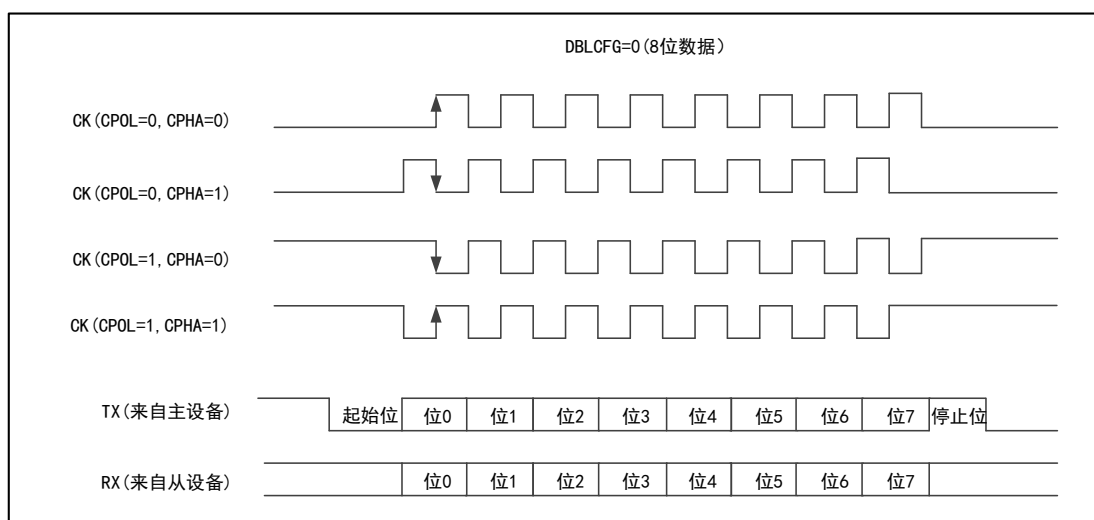 DBLCFG=0(8位数据)
CK(CPOL=0,CPHA=0)
CK(CPOL=0,CPHA=1)
CK(CPOL=1,CPHA=0)
CK(CPOL=1,CPHA=1)
TX(来自主设备) 起始位 位0 位1 位2 位3 位4 位5 位6 位7 停止位
RX(来自从设备) 位0 位1 位2 位3 位4 位5 位6 位7